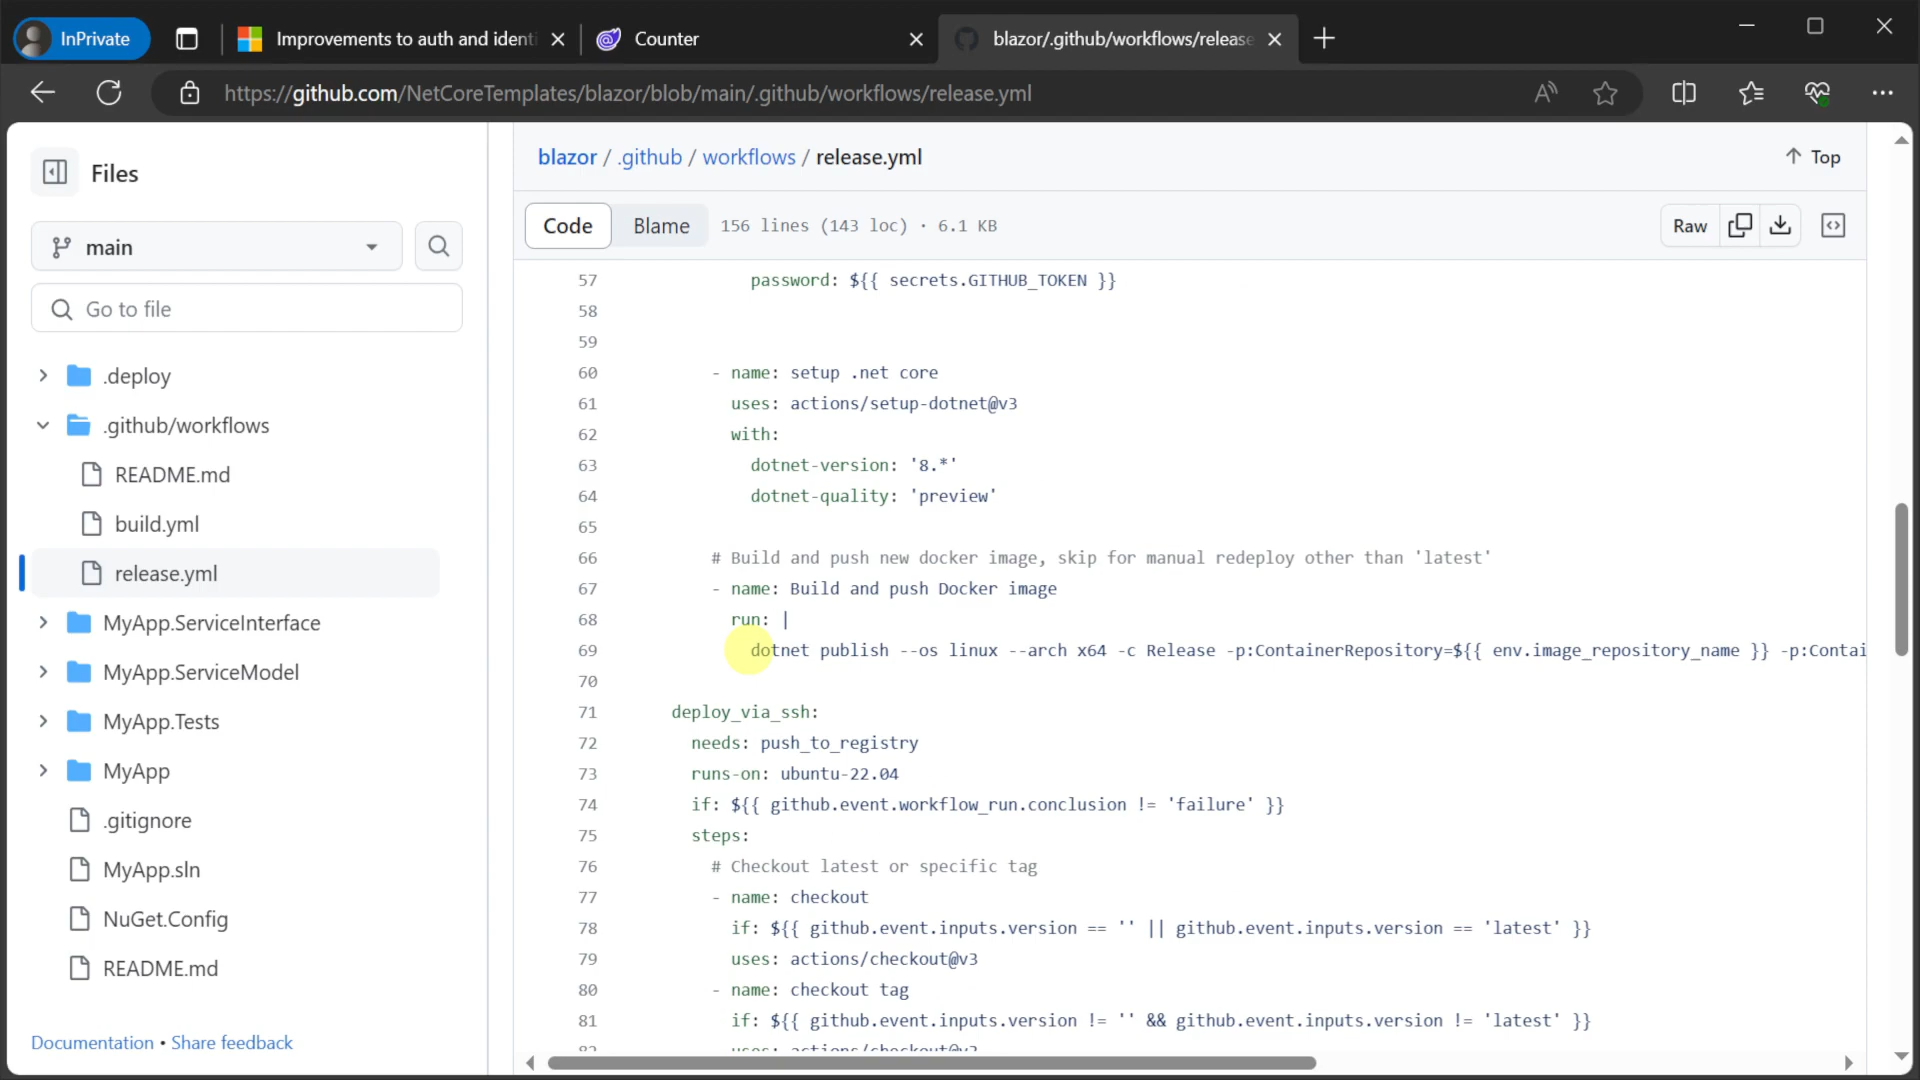 InPrivate
Improvements to auth and identi
Counter
blazor/.github/workflows/release
https://github.com/NetCoreTemplates/blazor/blob/main/.github/workflows/release.yml
Files
main
Go to file
.deploy
.github/workflows
README.md
build.yml
release.yml
MyApp.ServiceInterface
MyApp.ServiceModel
MyApp.Tests
MyApp
.gitignore
MyApp.sln
NuGet.Config
README.md
Documentation • Share feedback
blazor / .github / workflows / release.yml
Top
Code Blame 156 lines (143 loc) · 6.1 KB
Raw
57 password: ${{ secrets.GITHUB_TOKEN }}
58
59
60 - name: setup .net core
61 uses: actions/setup-dotnet@v3
62 with:
63 dotnet-version: '8.*'
64 dotnet-quality: 'preview'
65
66 # Build and push new docker image, skip for manual redeploy other than 'latest'
67 - name: Build and push Docker image
68 run: |
69 dotnet publish --os linux --arch x64 -c Release -p:ContainerRepository=${{ env.image_repository_name }} -p:Contai
70
71 deploy_via_ssh:
72 needs: push_to_registry
73 runs-on: ubuntu-22.04
74 if: ${{ github.event.workflow_run.conclusion != 'failure' }}
75 steps:
76 # Checkout latest or specific tag
77 - name: checkout
78 if: ${{ github.event.inputs.version == '' || github.event.inputs.version == 'latest' }}
79 uses: actions/checkout@v3
80 - name: checkout tag
81 if: ${{ github.event.inputs.version != '' && github.event.inputs.version != 'latest' }}
82 uses: actions/checkout@v3